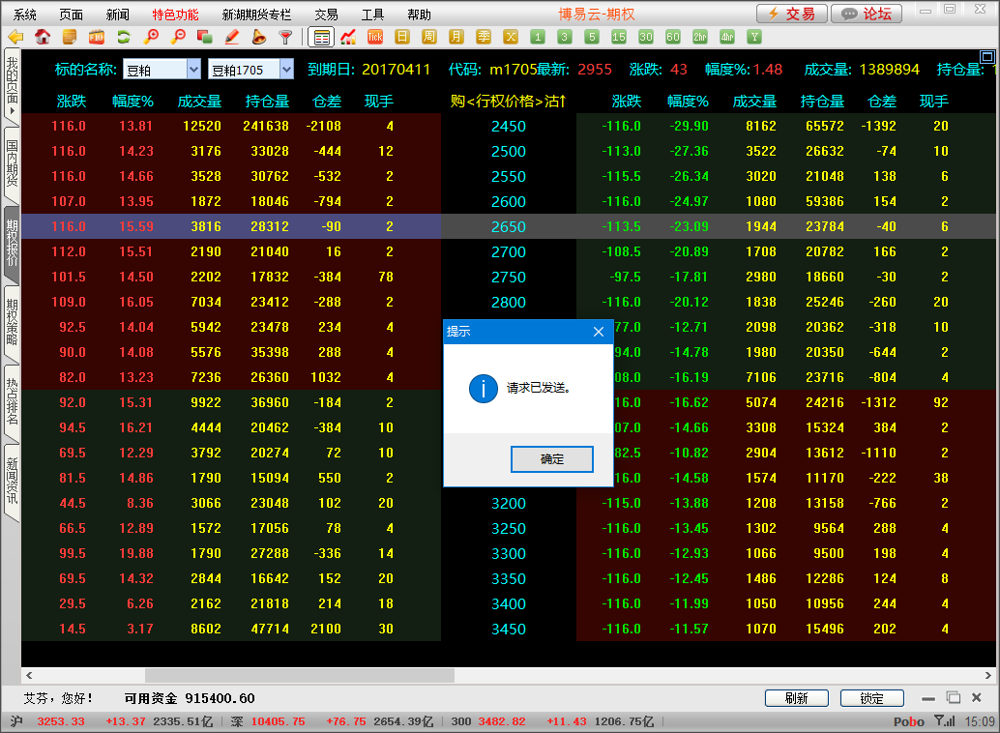 系统 页面 新闻 特色功能 新湖期货专栏 交易 工具 帮助 博易云-期权 交易 论坛
Tick 日 周 月 季 X 1 3 5 15 30 60 2hr 4hr Y
我的页面
国内期货
期权报价
期权策略
热点排名
新闻资讯
标的名称: 豆粕 豆粕1705 到期日: 20170411 代码: m1705最新: 2955 涨跌: 43 幅度%:1.48 成交量: 1389894 持仓量:
涨跌 幅度% 成交量 持仓量 仓差 现手 购<行权价格>沽↑ 涨跌 幅度% 成交量 持仓量 仓差 现手
116.0 13.81 12520 241638 -2108 4 2450 -116.0 -29.90 8162 65572 -1392 20
116.0 14.23 3176 33028 -444 12 2500 -113.0 -27.36 3522 26632 -74 10
116.0 14.66 3528 30762 -532 2 2550 -115.5 -26.34 3020 21048 138 6
107.0 13.95 1872 18046 -794 2 2600 -116.0 -24.97 1080 59386 154 2
116.0 15.59 3816 28312 -90 2 2650 -113.5 -23.09 1944 23784 -40 6
112.0 15.51 2190 21040 16 2 2700 -108.5 -20.89 1708 20782 166 2
101.5 14.50 2202 17832 -384 78 2750 -97.5 -17.81 2980 18660 -30 2
109.0 16.05 7034 23412 -288 2 2800 -116.0 -20.12 1838 25246 -260 20
92.5 14.04 5942 23478 234 4 77.0 -12.71 2098 20362 -318 10
90.0 14.08 5576 35398 288 4 94.0 -14.78 1980 20350 -644 2
82.0 13.23 7236 26360 1032 4 08.0 -16.19 7106 23716 -804 4
92.0 15.31 9922 36960 -184 2 16.0 -16.62 5074 24216 -1312 92
94.5 16.21 4444 20462 -384 10 07.0 -14.66 3308 15324 384 2
69.5 12.29 3792 20274 72 10 82.5 -10.82 2904 13612 -1110 2
81.5 14.86 1790 15094 550 2 16.0 -14.58 1574 11170 -222 38
44.5 8.36 3066 23048 102 20 3200 -115.0 -13.88 1208 13158 -766 2
66.5 12.89 1572 17056 78 4 3250 -116.0 -13.45 1302 9564 288 4
99.5 19.88 1790 27288 -336 14 3300 -116.0 -12.93 1066 9500 198 4
69.5 14.32 2844 16642 152 20 3350 -116.0 -12.45 1486 12286 124 8
29.5 6.26 2162 21818 214 18 3400 -116.0 -11.99 1050 10956 244 4
14.5 3.17 8602 47714 2100 30 3450 -116.0 -11.57 1070 15496 202 4
提示
请求已发送。
确定
艾芬,您好! 可用资金 915400.60 刷新 锁定
沪 3253.33 +13.37 2335.51亿 深 10405.75 +76.75 2654.39亿 300 3482.82 +11.43 1206.75亿 Pobo 15:09